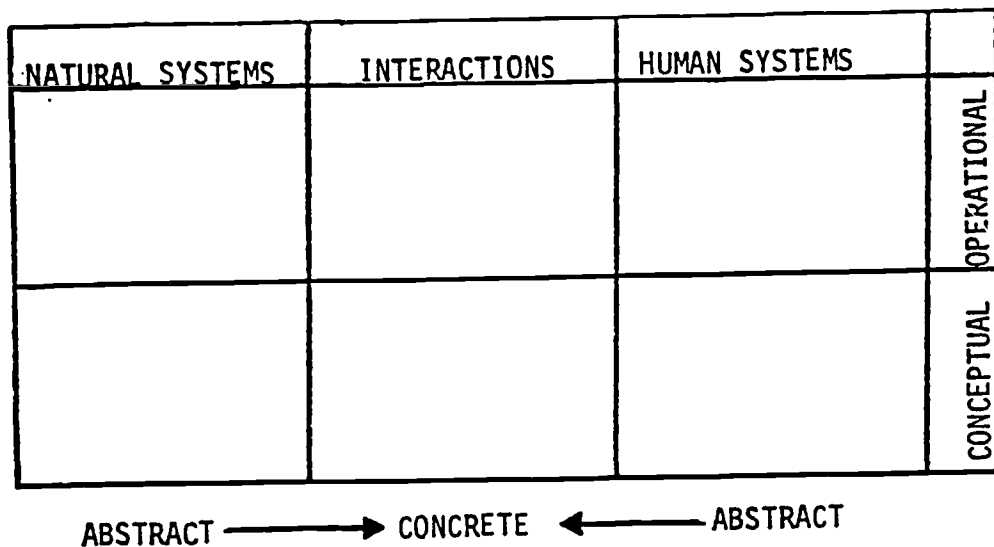 NATURAL SYSTEMS INTERACTIONS HUMAN SYSTEMS
OPERATIONAL
CONCEPTUAL
ABSTRACT CONCRETE ABSTRACT